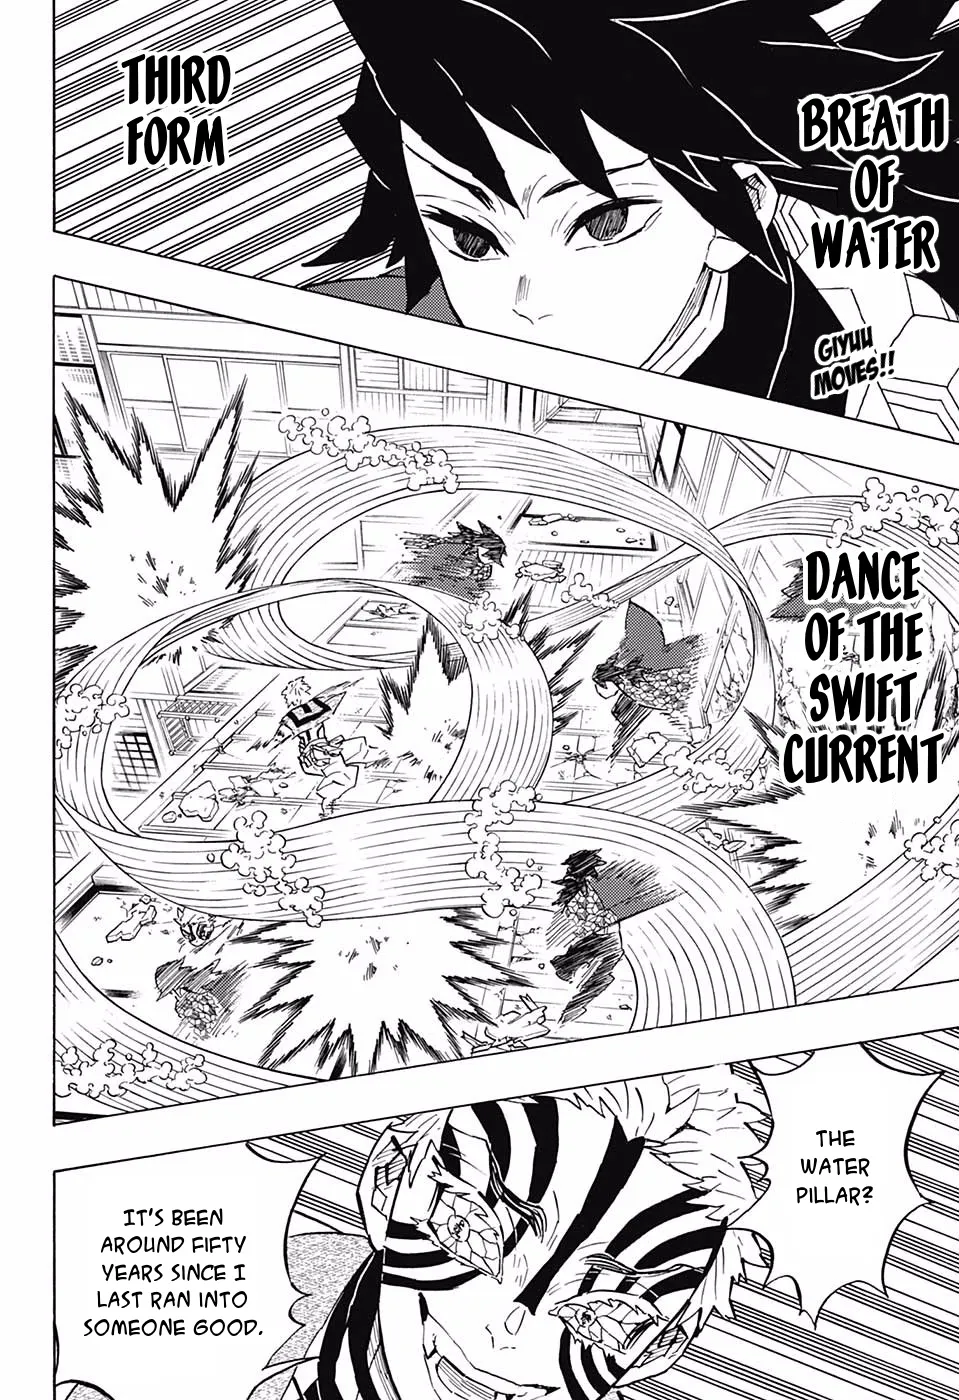 BREATH
OF
WATER
THIRD
FORM
GIYUU
MOVES!!
DANCE
OF THE
SWIFT
CURRENT
THE
WATER
PILLAR?
IT'S BEEN
AROUND FIFTY
YEARS SINCE I
LAST RAN INTO
SOMEONE GOOD.